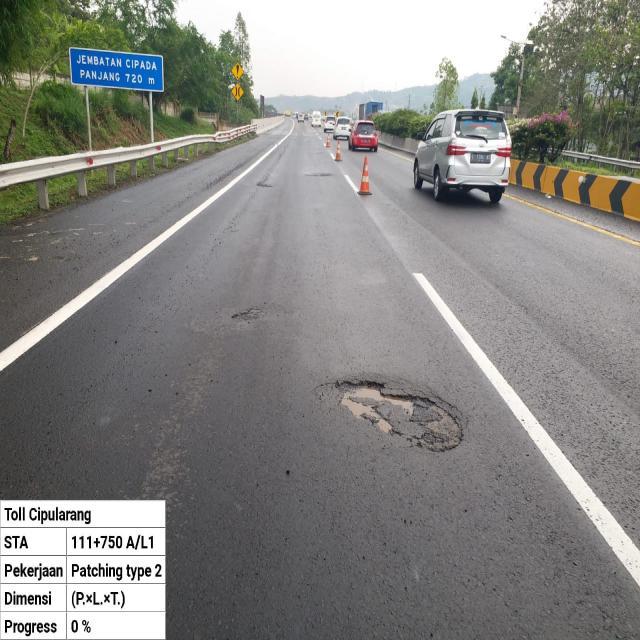 JEMBATAN CIPADA
PANJANG 720 m
Toll Cipularang
STA 111+750 A/L1
Pekerjaan Patching type 2
Dimensi (P.×L.×T.)
Progress 0 %